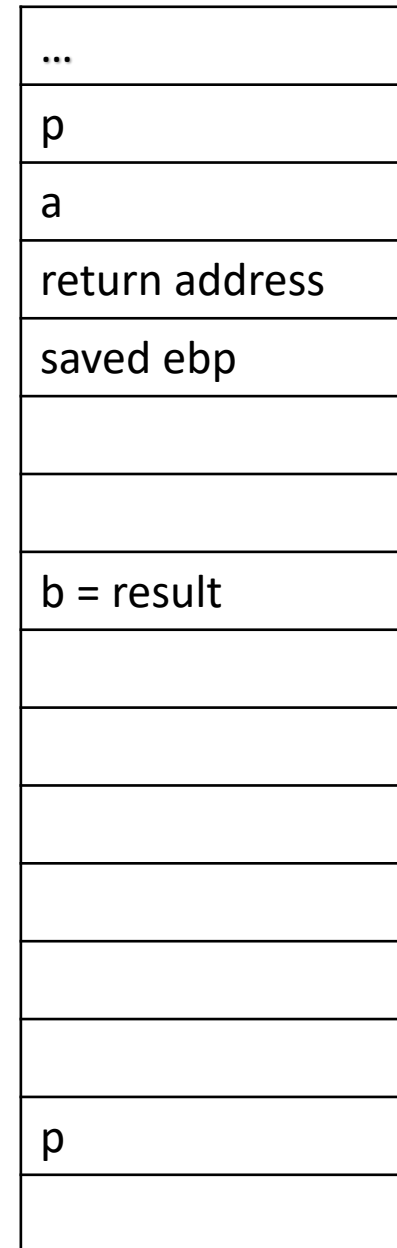 ...
p
a
return address
saved ebp
b = result
p